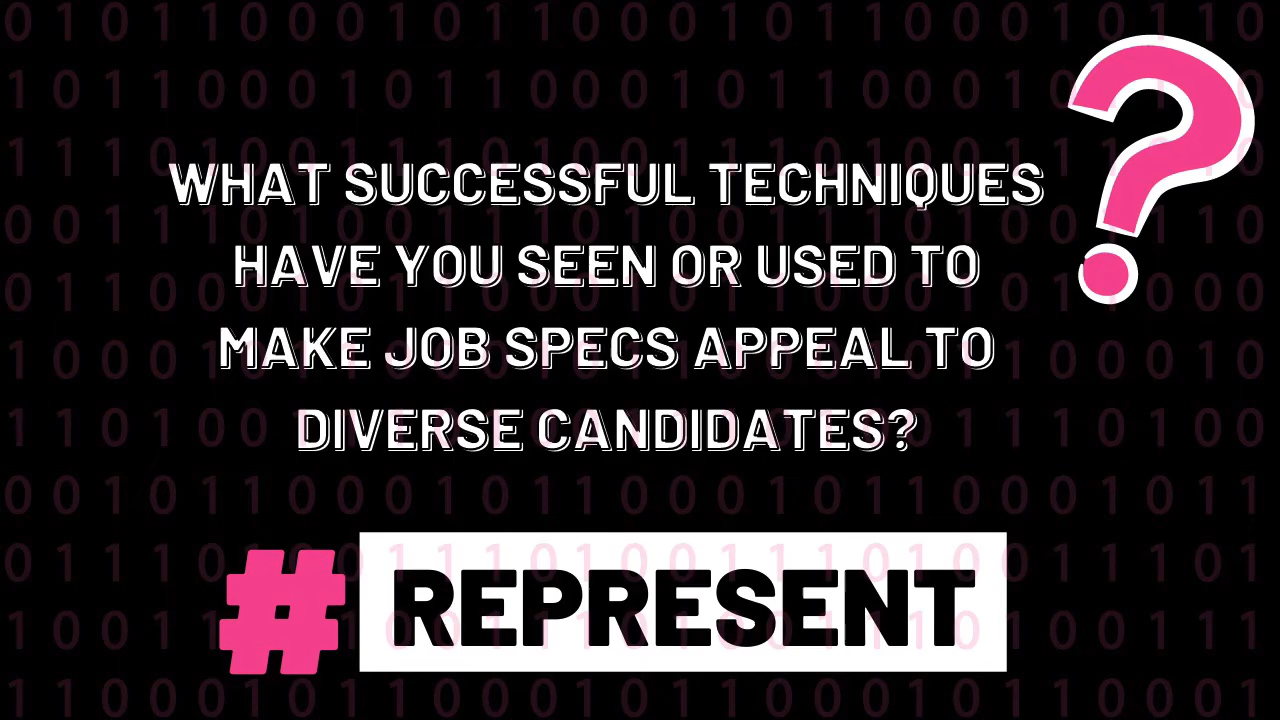 WHAT SUCCESSFUL TECHNIQUES
HAVE YOU SEEN OR USED TO
MAKE JOB SPECS APPEAL TO
DIVERSE CANDIDATES?
?
#REPRESENT